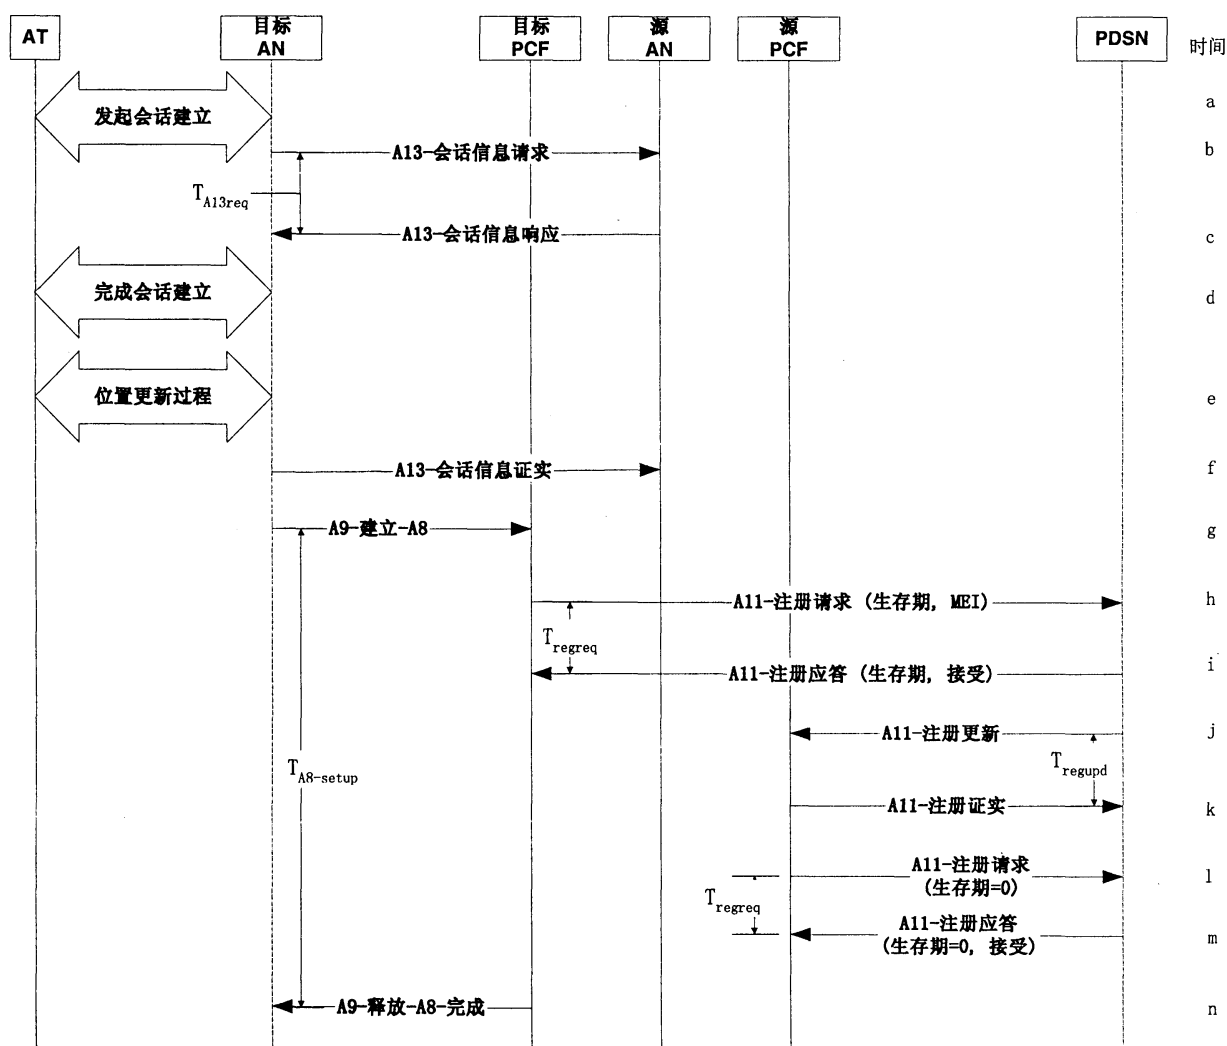 AT
目标
AN
目标
PCF
源
AN
源
PCF
PDSN
时间
发起会话建立
a
A13-会话信息请求
b
T_A13req
A13-会话信息响应
c
完成会话建立
d
位置更新过程
e
A13-会话信息证实
f
A9-建立-A8
g
A11-注册请求 (生存期, MEI)
h
T_regreq
A11-注册应答 (生存期, 接受)
i
A11-注册更新
j
T_A8-setup
T_regupd
A11-注册证实
k
A11-注册请求
(生存期=0)
l
T_regreq
A11-注册应答
(生存期=0, 接受)
m
A9-释放-A8-完成
n